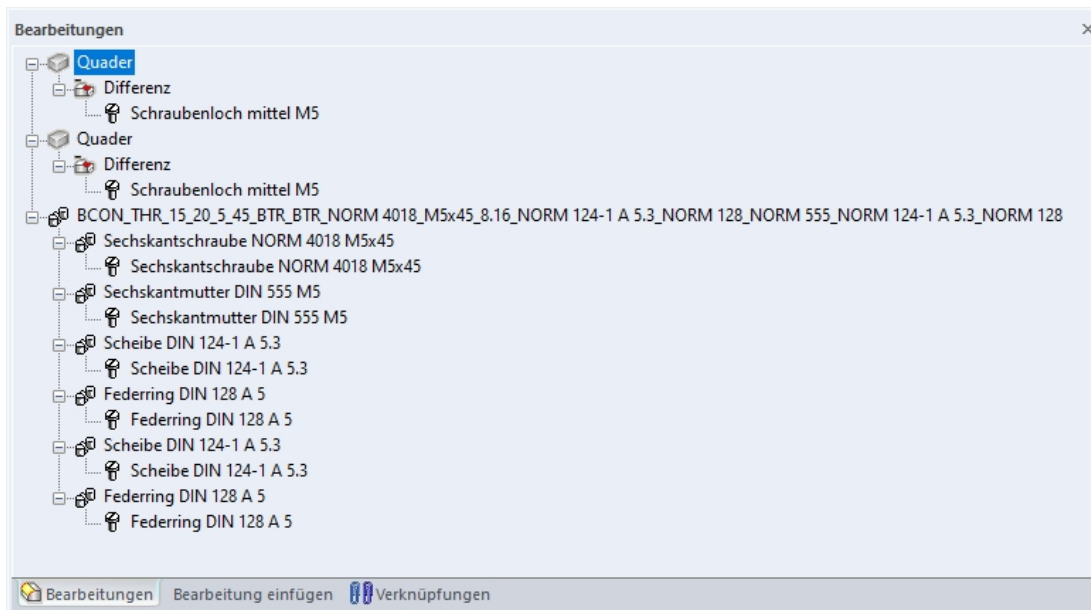 Bearbeitungen
Quader
Differenz
Schraubenloch mittel M5
Quader
Differenz
Schraubenloch mittel M5
BCON_THR_15_20_5_45_BTR_BTR_NORM 4018_M5x45_8.16_NORM 124-1 A 5.3_NORM 128_NORM 555_NORM 124-1 A 5.3_NORM 128
Sechskantschraube NORM 4018 M5x45
Sechskantschraube NORM 4018 M5x45
Sechskantmutter DIN 555 M5
Sechskantmutter DIN 555 M5
Scheibe DIN 124-1 A 5.3
Scheibe DIN 124-1 A 5.3
Federring DIN 128 A 5
Federring DIN 128 A 5
Scheibe DIN 124-1 A 5.3
Scheibe DIN 124-1 A 5.3
Federring DIN 128 A 5
Federring DIN 128 A 5
Bearbeitungen Bearbeitung einfügen Verknüpfungen